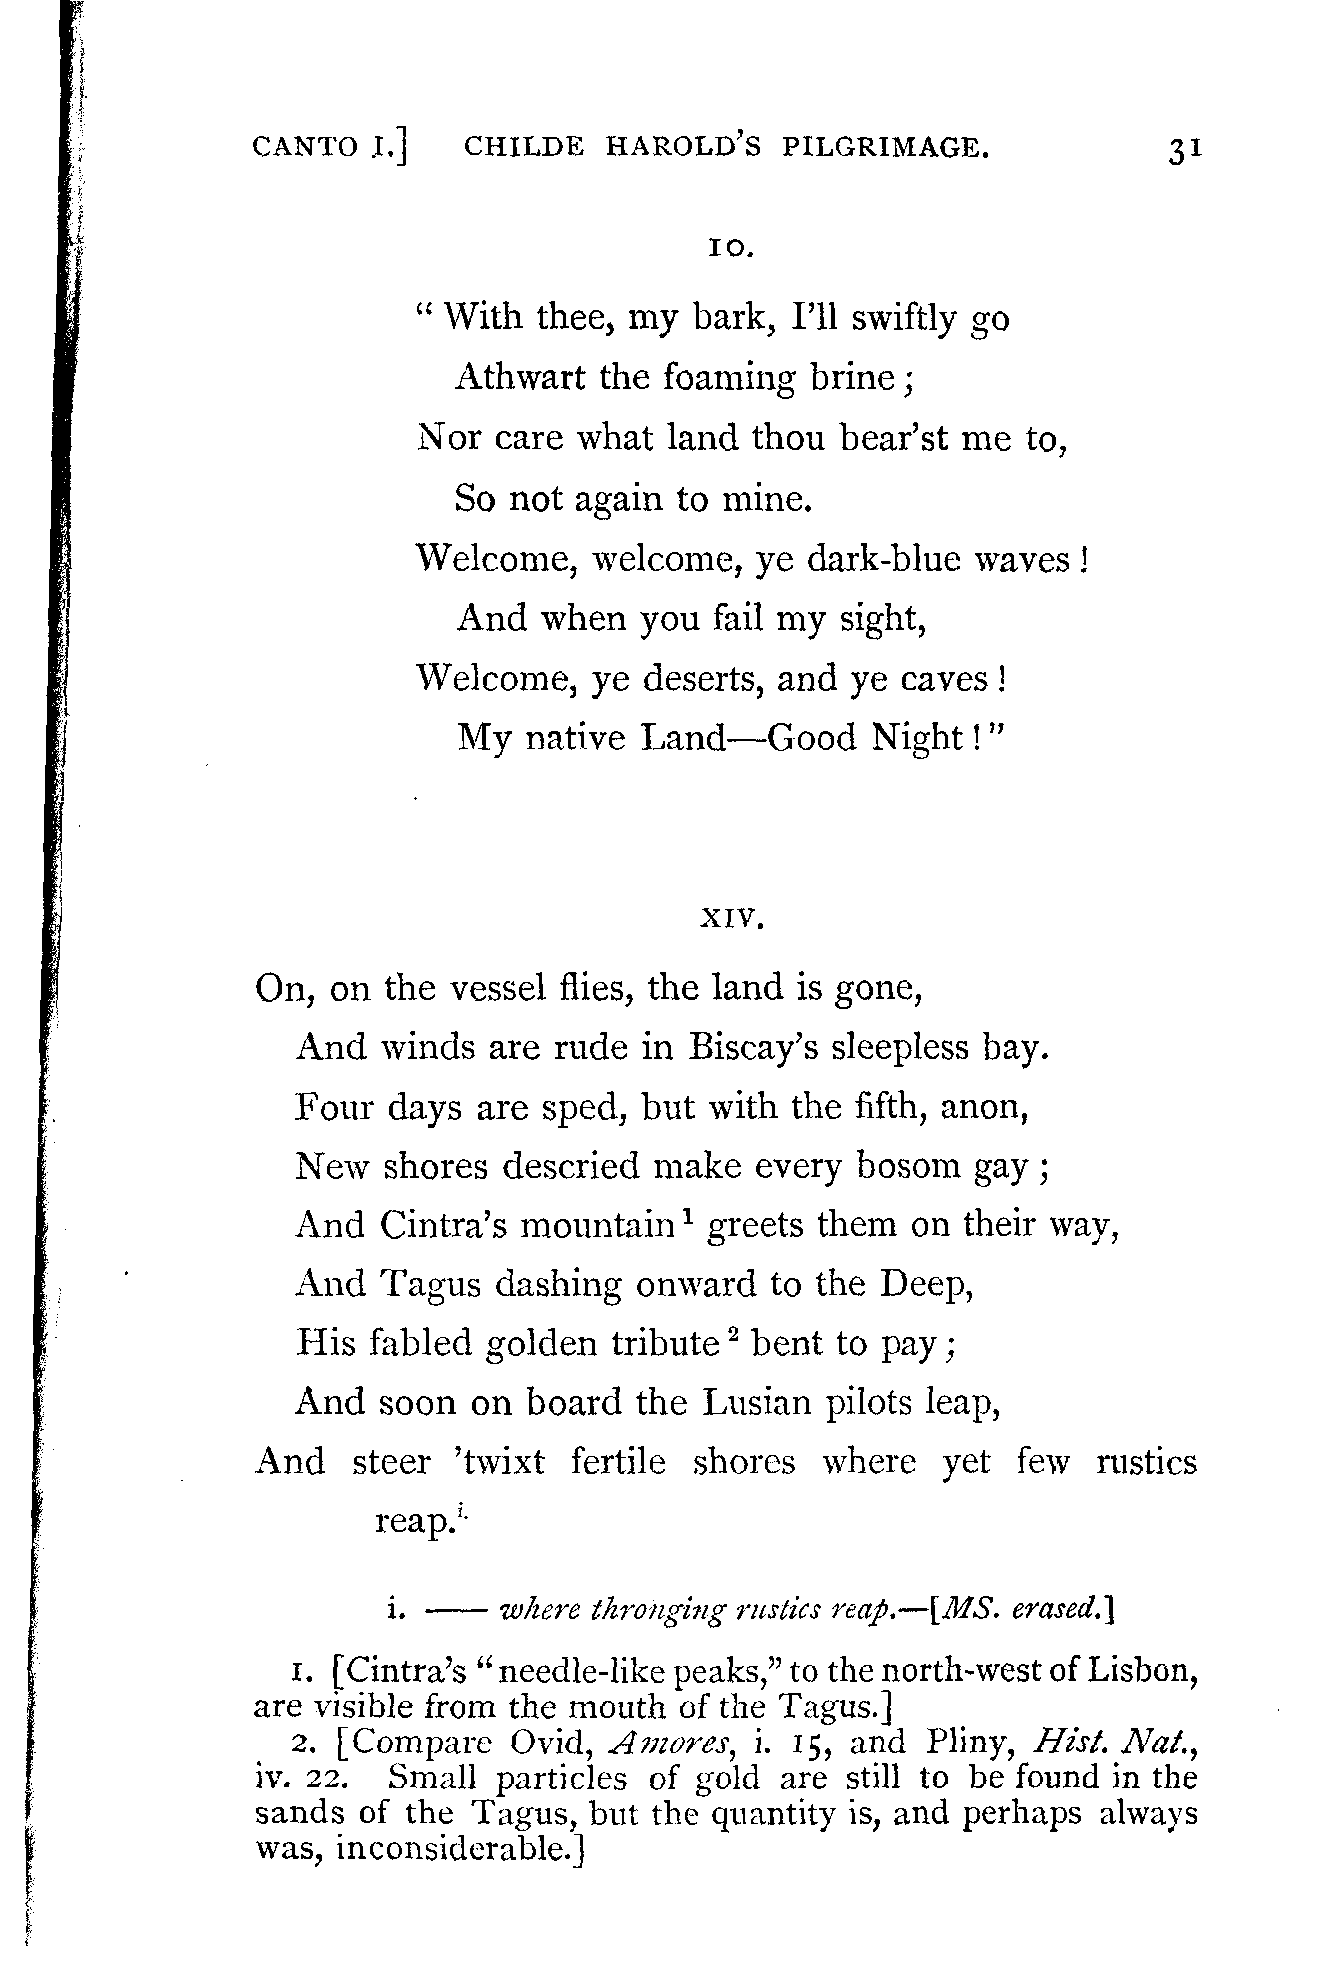 CANTO I.] CHILDE HAROLD'S PILGRIMAGE. 31
10.
“ With thee, my bark, I'll swiftly go
Athwart the foaming brine ;
Nor care what land thou bear'st me to,
So not again to mine.
Welcome, welcome, ye dark-blue waves !
And when you fail my sight,
Welcome, ye deserts, and ye caves !
My native Land—Good Night ! ”
XIV.
On, on the vessel flies, the land is gone,
And winds are rude in Biscay's sleepless bay.
Four days are sped, but with the fifth, anon,
New shores descried make every bosom gay ;
And Cintra's mountain ¹ greets them on their way,
And Tagus dashing onward to the Deep,
His fabled golden tribute ² bent to pay ;
And soon on board the Lusian pilots leap,
And steer 'twixt fertile shores where yet few rustics
reap.i.
i. —— where thronging rustics reap.—[MS. erased.]
1. [Cintra's “needle-like peaks,” to the north-west of Lisbon,
are visible from the mouth of the Tagus.]
2. [Compare Ovid, Amores, i. 15, and Pliny, Hist. Nat.,
iv. 22. Small particles of gold are still to be found in the
sands of the Tagus, but the quantity is, and perhaps always
was, inconsiderable.]